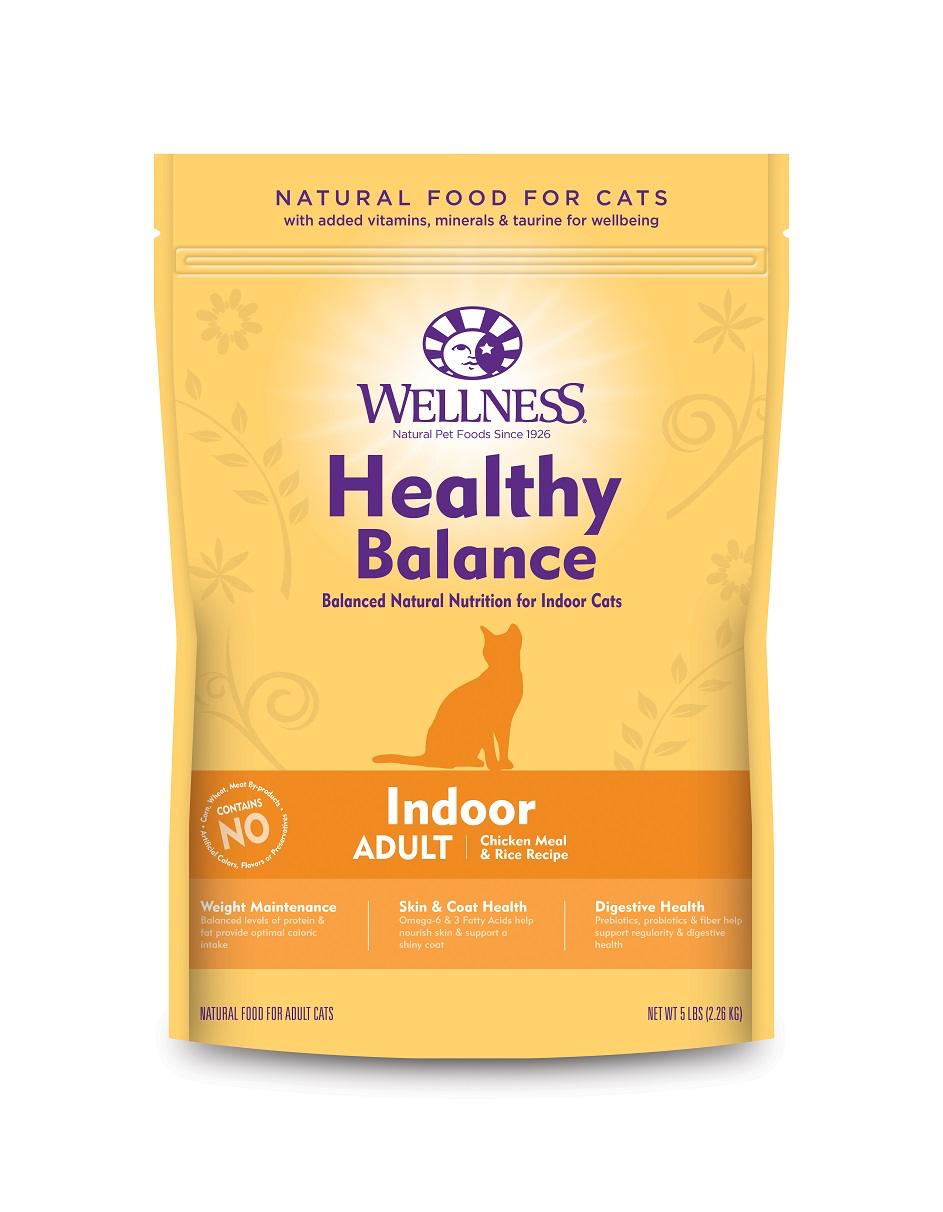 NATURAL FOOD FOR CATS
with added vitamins, minerals & taurine for wellbeing
WELLNESS®
Natural Pet Foods Since 1926
Healthy
Balance
Balanced Natural Nutrition for Indoor Cats
Indoor
ADULT
Chicken Meal
& Rice Recipe
• Corn, Wheat, Meat By-products •
CONTAINS
NO
Artificial Colors, Flavors or Preservatives
Weight Maintenance
Balanced levels of protein &
fat provide optimal caloric
intake
Skin & Coat Health
Omega-6 & 3 Fatty Acids help
nourish skin & support a
shiny coat
Digestive Health
Prebiotics, probiotics & fiber help
support regularity & digestive
health
NATURAL FOOD FOR ADULT CATS
NET WT 5 LBS (2.26 KG)